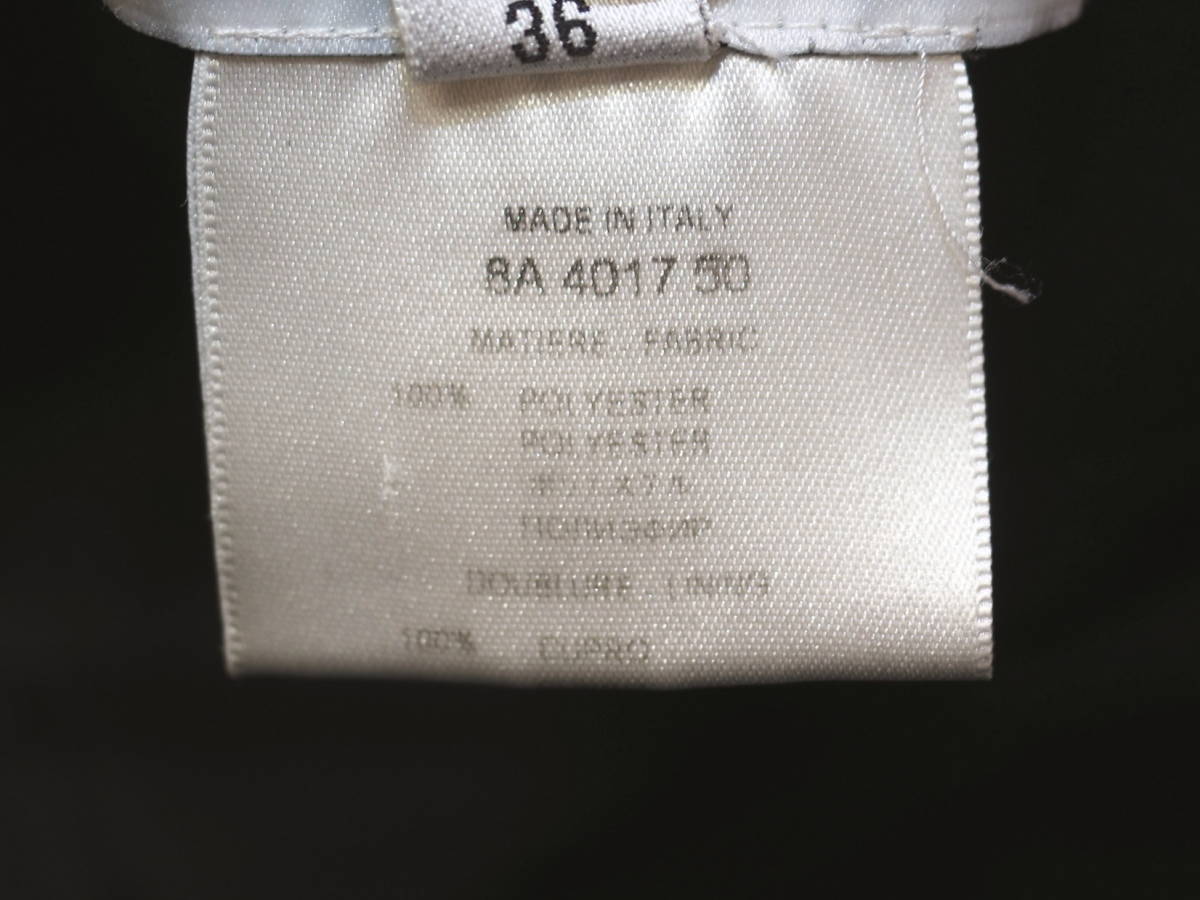 36
MADE IN ITALY
8A 4017 50
MATIERE FABRIC
100% POLYESTER
POLYESTER
ポリエステル
DOUBLURE LINING
100% CUPRO